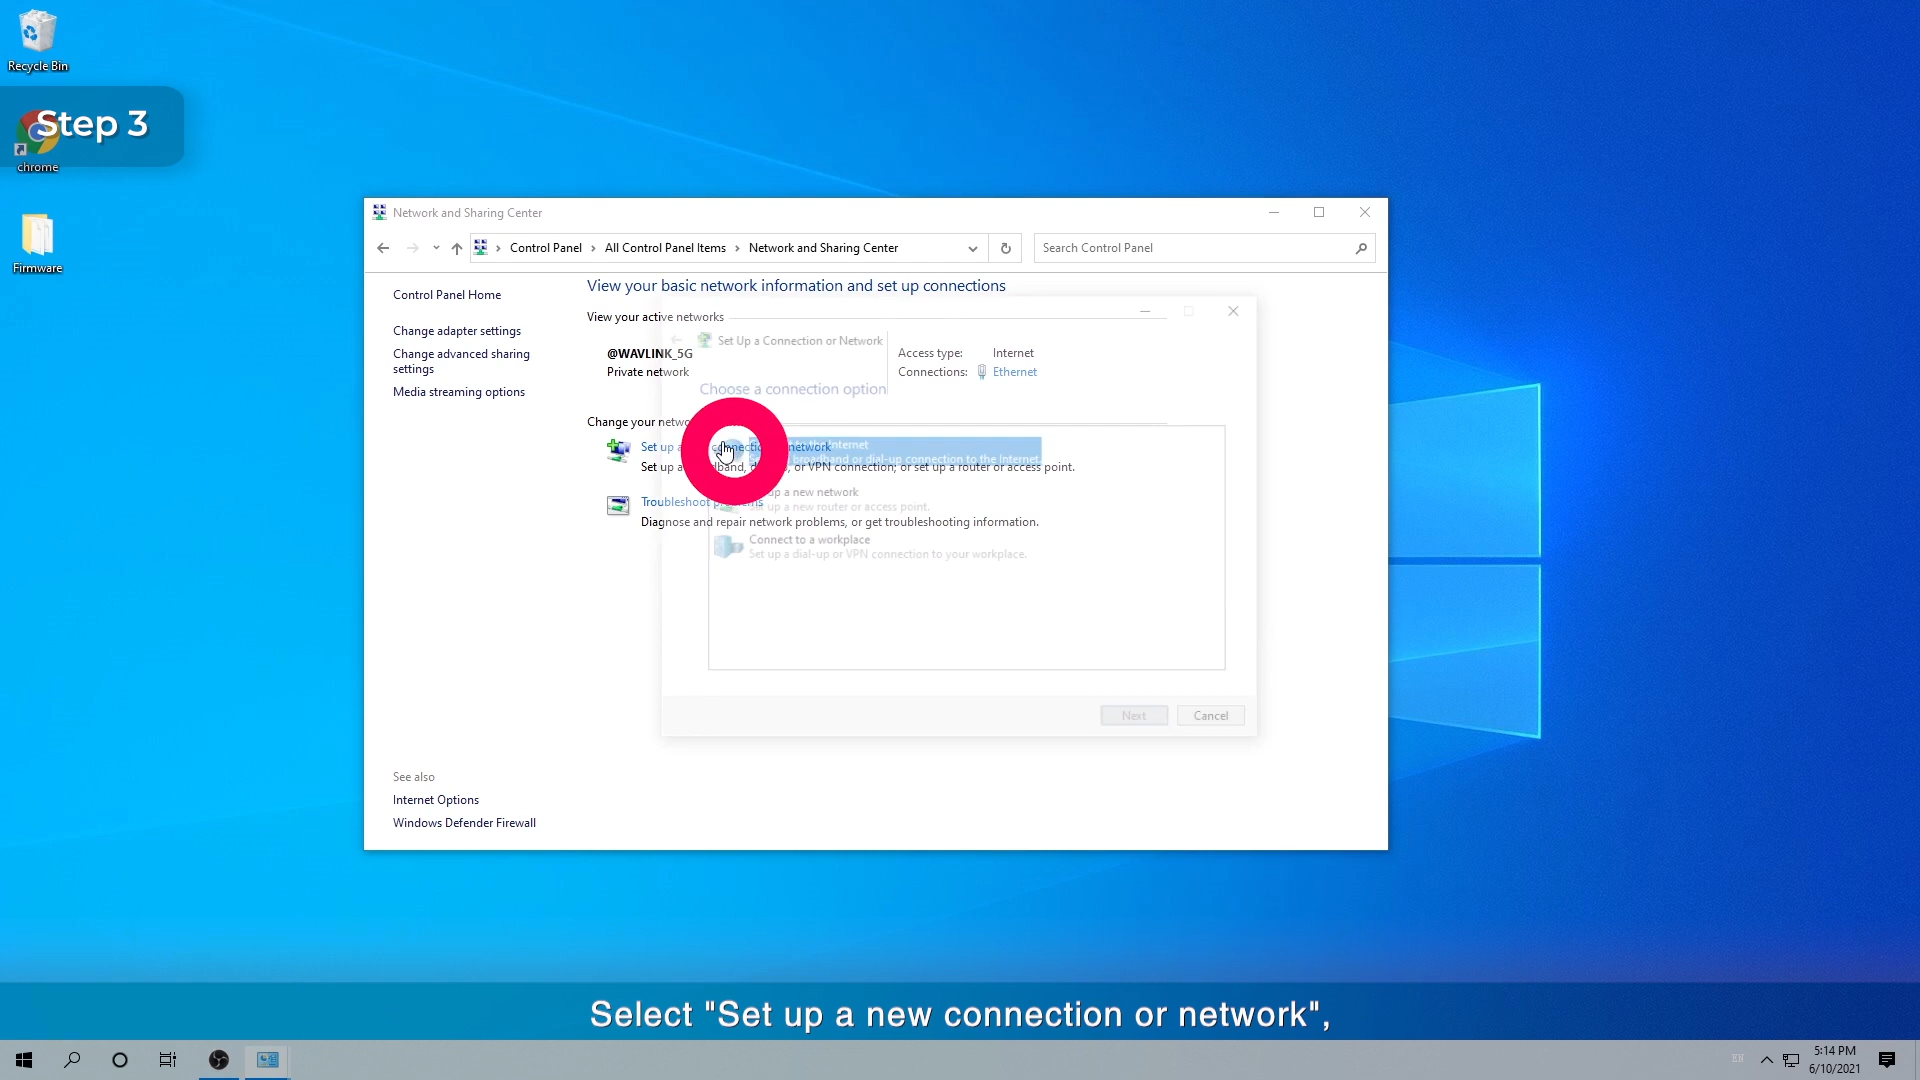 Recycle Bin
Step 3
chrome
Firmware
Network and Sharing Center
Control Panel
All Control Panel Items
Network and Sharing Center
Search Control Panel
Control Panel Home
Change adapter settings
Change advanced sharing
settings
Media streaming options
View your basic network information and set up connections
View your active networks
@WAVLINK_5G
Private network
Access type: Internet
Connections: Ethernet
Set Up a Connection or Network
Choose a connection option
Change your
Set up a network
to the Internet
broadband or dial-up connection to the Internet.
Set up a or VPN connection; or set up a router or access point.
up a new network
up a new router or access point.
Troubleshoot
Diagnose and repair network problems, or get troubleshooting information.
Connect to a workplace
Set up a dial-up or VPN connection to your workplace.
Next
Cancel
See also
Internet Options
Windows Defender Firewall
Select "Set up a new connection or network",
EN
5:14 PM
6/10/2021